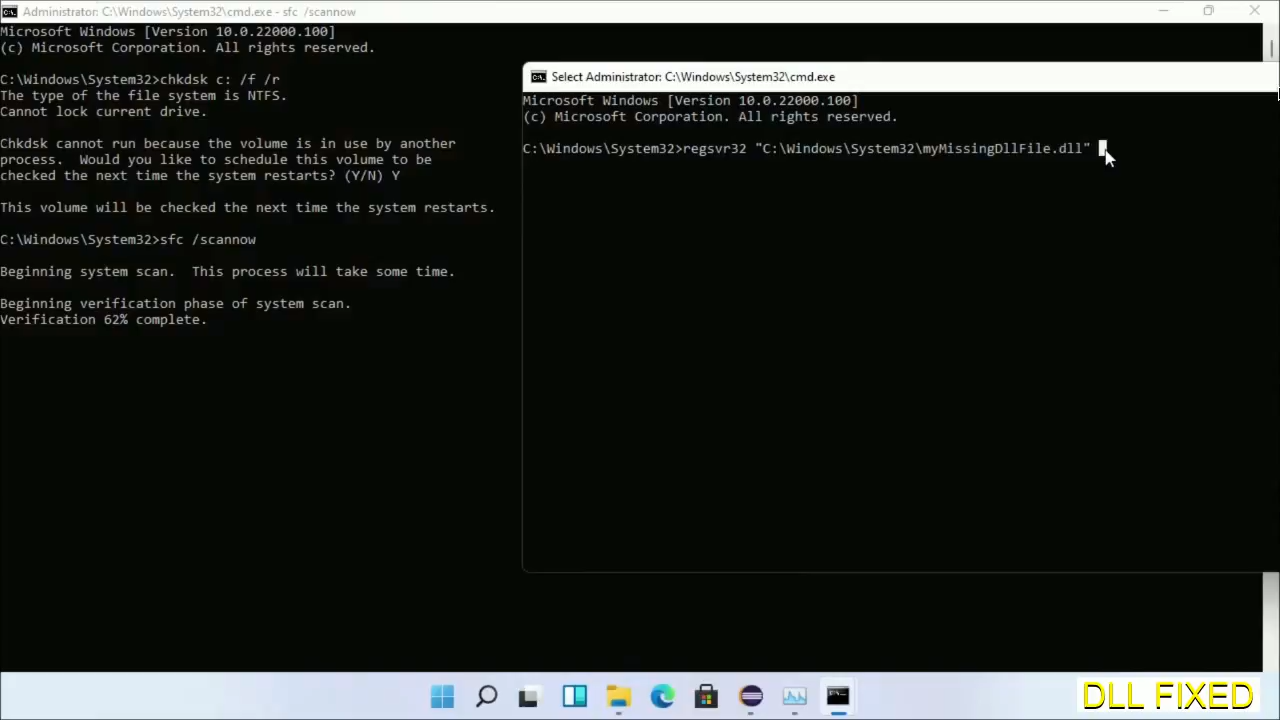 Administrator: C:\Windows\System32\cmd.exe - sfc /scannow
Microsoft Windows [Version 10.0.22000.100]
(c) Microsoft Corporation. All rights reserved.
C:\Windows\System32>chkdsk c: /f /r
The type of the file system is NTFS.
Cannot lock current drive.
Chkdsk cannot run because the volume is in use by another
process.  Would you like to schedule this volume to be
checked the next time the system restarts? (Y/N) Y
This volume will be checked the next time the system restarts.
C:\Windows\System32>sfc /scannow
Beginning system scan.  This process will take some time.
Beginning verification phase of system scan.
Verification 62% complete.
Select Administrator: C:\Windows\System32\cmd.exe
Microsoft Windows [Version 10.0.22000.100]
(c) Microsoft Corporation. All rights reserved.
C:\Windows\System32>regsvr32 "C:\Windows\System32\myMissingDllFile.dll"
DLL FIXED